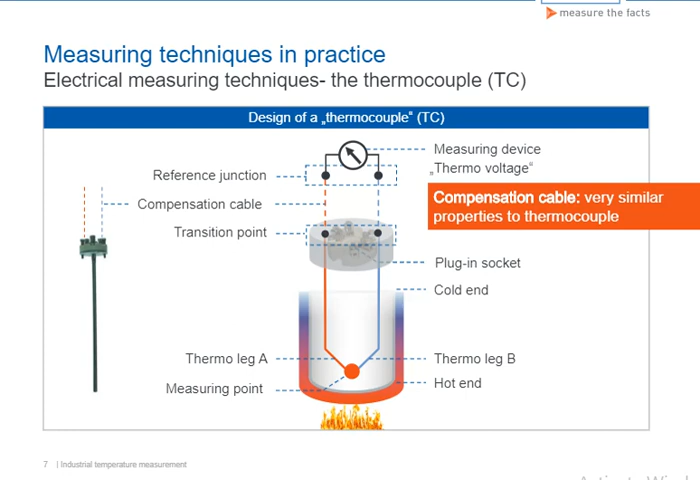 measure the facts
Measuring techniques in practice
Electrical measuring techniques- the thermocouple (TC)
Design of a „thermocouple“ (TC)
Measuring device
„Thermo voltage“
Reference junction
Compensation cable: very similar
properties to thermocouple
Compensation cable
Transition point
Plug-in socket
Cold end
Thermo leg A
Thermo leg B
Hot end
Measuring point
7 | Industrial temperature measurement